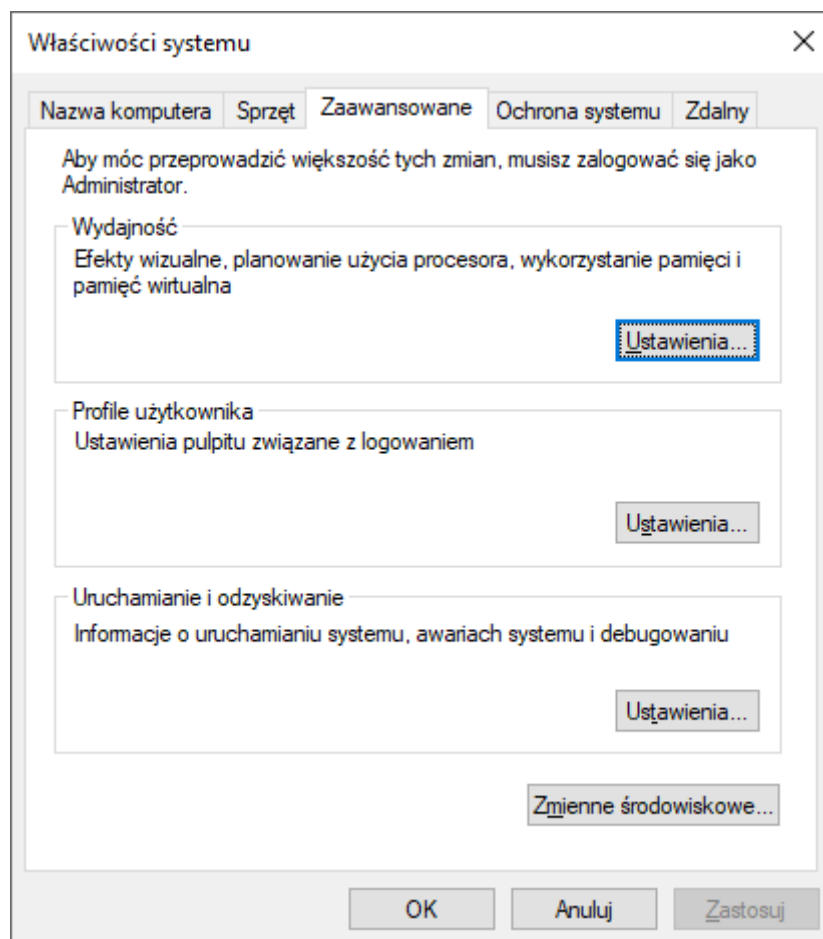 Właściwości systemu
Nazwa komputera Sprzęt Zaawansowane Ochrona systemu Zdalny
Aby móc przeprowadzić większość tych zmian, musisz zalogować się jako
Administrator.
Wydajność
Efekty wizualne, planowanie użycia procesora, wykorzystanie pamięci i
pamięć wirtualna
Ustawienia...
Profile użytkownika
Ustawienia pulpitu związane z logowaniem
Ustawienia...
Uruchamianie i odzyskiwanie
Informacje o uruchamianiu systemu, awariach systemu i debugowaniu
Ustawienia...
Zmienne środowiskowe...
OK Anuluj Zastosuj